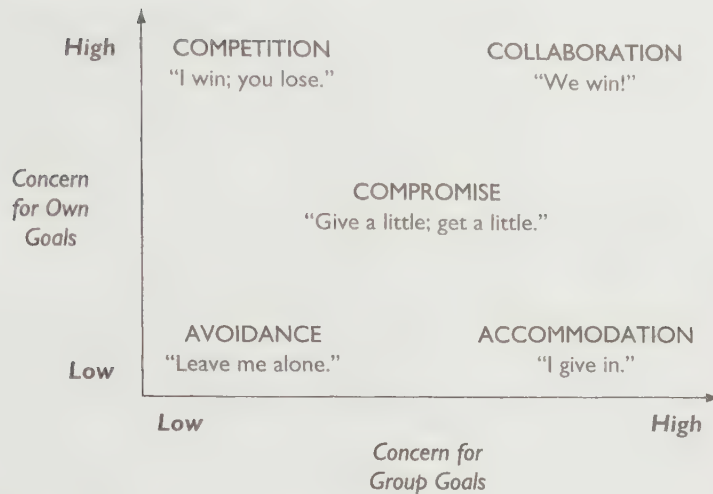 High
COMPETITION
"I win; you lose."
COLLABORATION
"We win!"
Concern
for Own
Goals
COMPROMISE
"Give a little; get a little."
AVOIDANCE
"Leave me alone."
ACCOMMODATION
"I give in."
Low
Low
High
Concern for
Group Goals